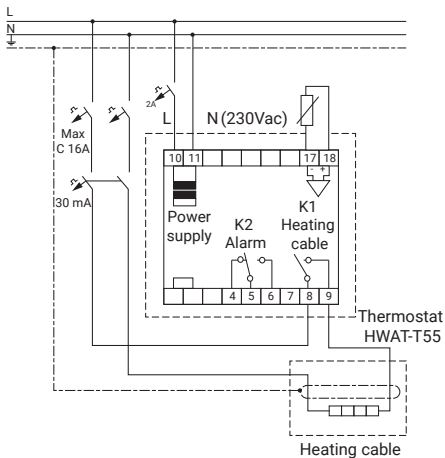 L
N
2A
L
N (230Vac)
Max
C 16A
10 11 17 18
- +
30 mA
Power
supply
K2
Alarm
K1
Heating
cable
4 5 6 7 8 9
Thermostat
HWAT-T55
Heating cable